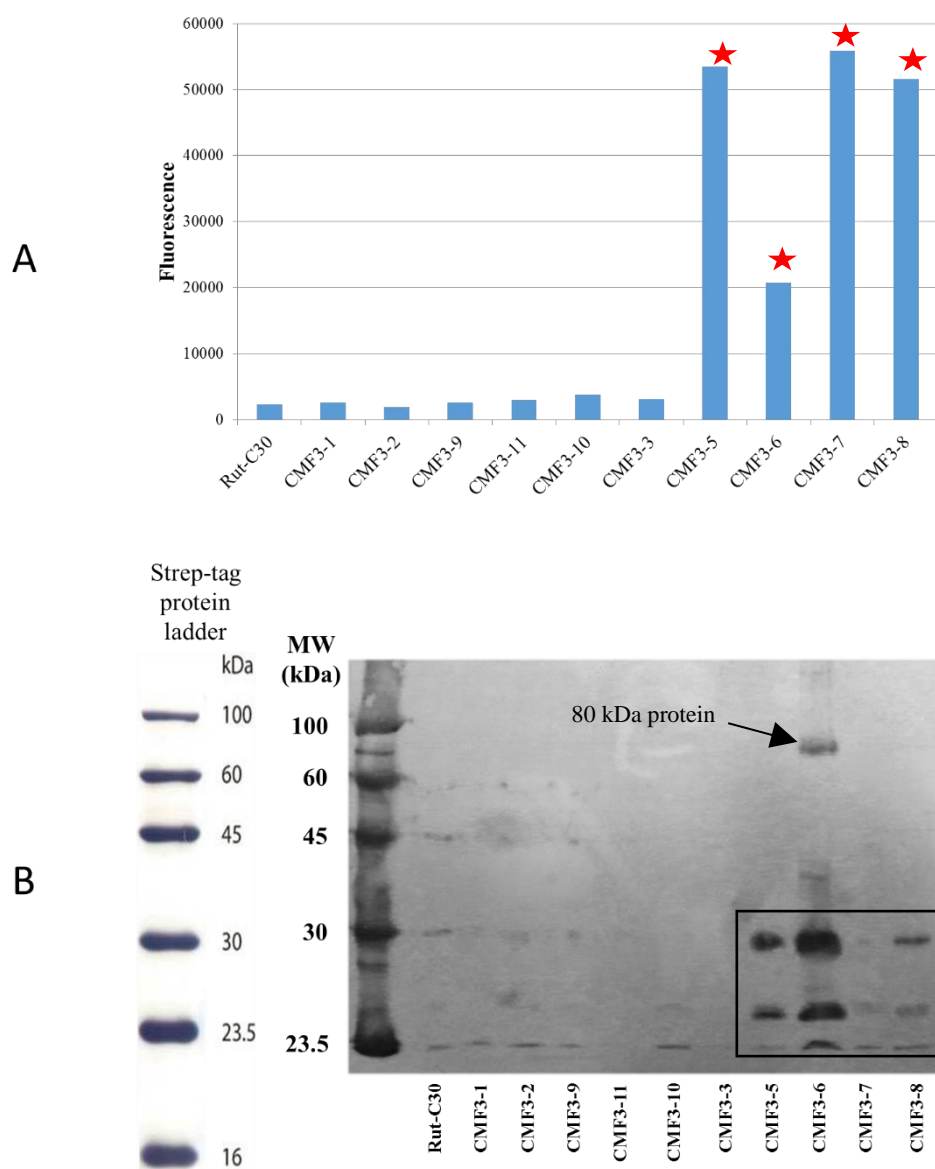 A
Fluorescence
60000
50000
40000
30000
20000
10000
0
Rut-C30
CMF3-1
CMF3-2
CMF3-9
CMF3-11
CMF3-10
CMF3-3
CMF3-5
CMF3-6
CMF3-7
CMF3-8
B
Strep-tag
protein
ladder
kDa
100
60
45
30
23.5
16
MW
(kDa)
100
60
45
30
23.5
80 kDa protein
Rut-C30
CMF3-1
CMF3-2
CMF3-9
CMF3-11
CMF3-10
CMF3-3
CMF3-5
CMF3-6
CMF3-7
CMF3-8